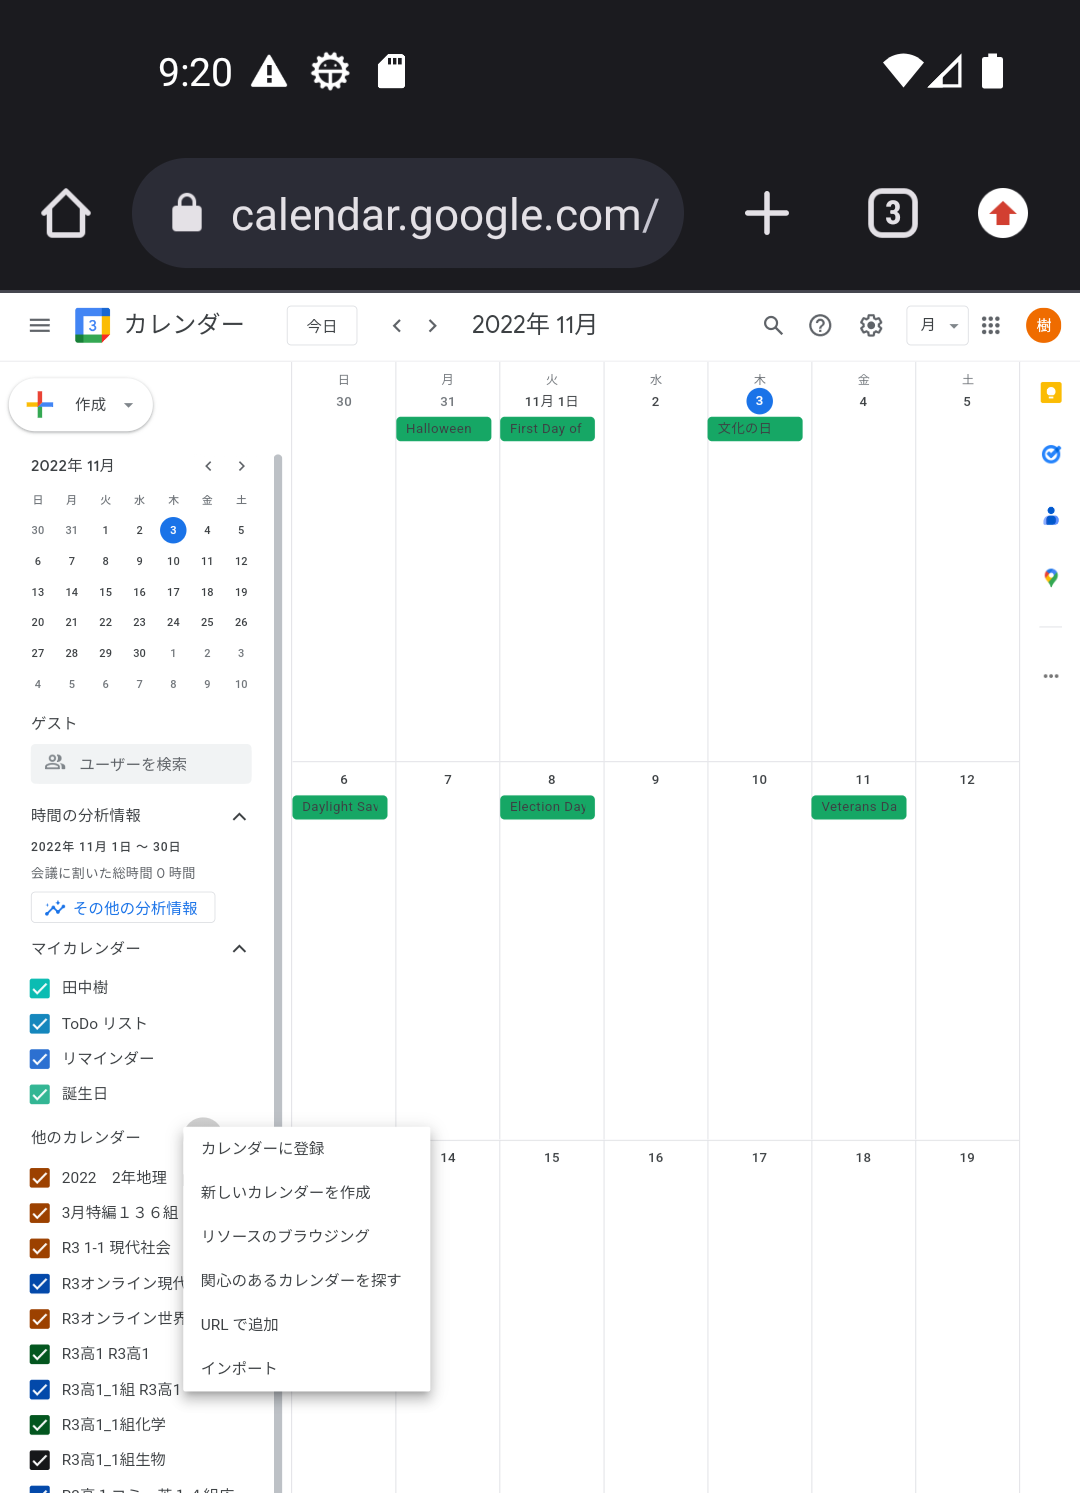 9:20
calendar.google.com/
3
3
カレンダー
今日
2022年 11月
月
樹
作成
2022年 11月
日 月 火 水 木 金 土
30 31 1 2 3 4 5
6 7 8 9 10 11 12
13 14 15 16 17 18 19
20 21 22 23 24 25 26
27 28 29 30 1 2 3
4 5 6 7 8 9 10
ゲスト
ユーザーを検索
時間の分析情報
2022年 11月 1日 〜 30日
会議に割いた総時間 0 時間
その他の分析情報
マイカレンダー
田中樹
ToDo リスト
リマインダー
誕生日
他のカレンダー
2022　2年地理
3月特編１３６組
R3 1-1 現代社会
R3オンライン現代
R3オンライン世界
R3高1 R3高1
R3高1_1組 R3高1
R3高1_1組化学
R3高1_1組生物
カレンダーに登録
新しいカレンダーを作成
リソースのブラウジング
関心のあるカレンダーを探す
URL で追加
インポート
日 月 火 水 木 金 土
30 31 11月 1日 2 3 4 5
Halloween First Day of 文化の日
6 7 8 9 10 11 12
Daylight Sav Election Day Veterans Da
14 15 16 17 18 19